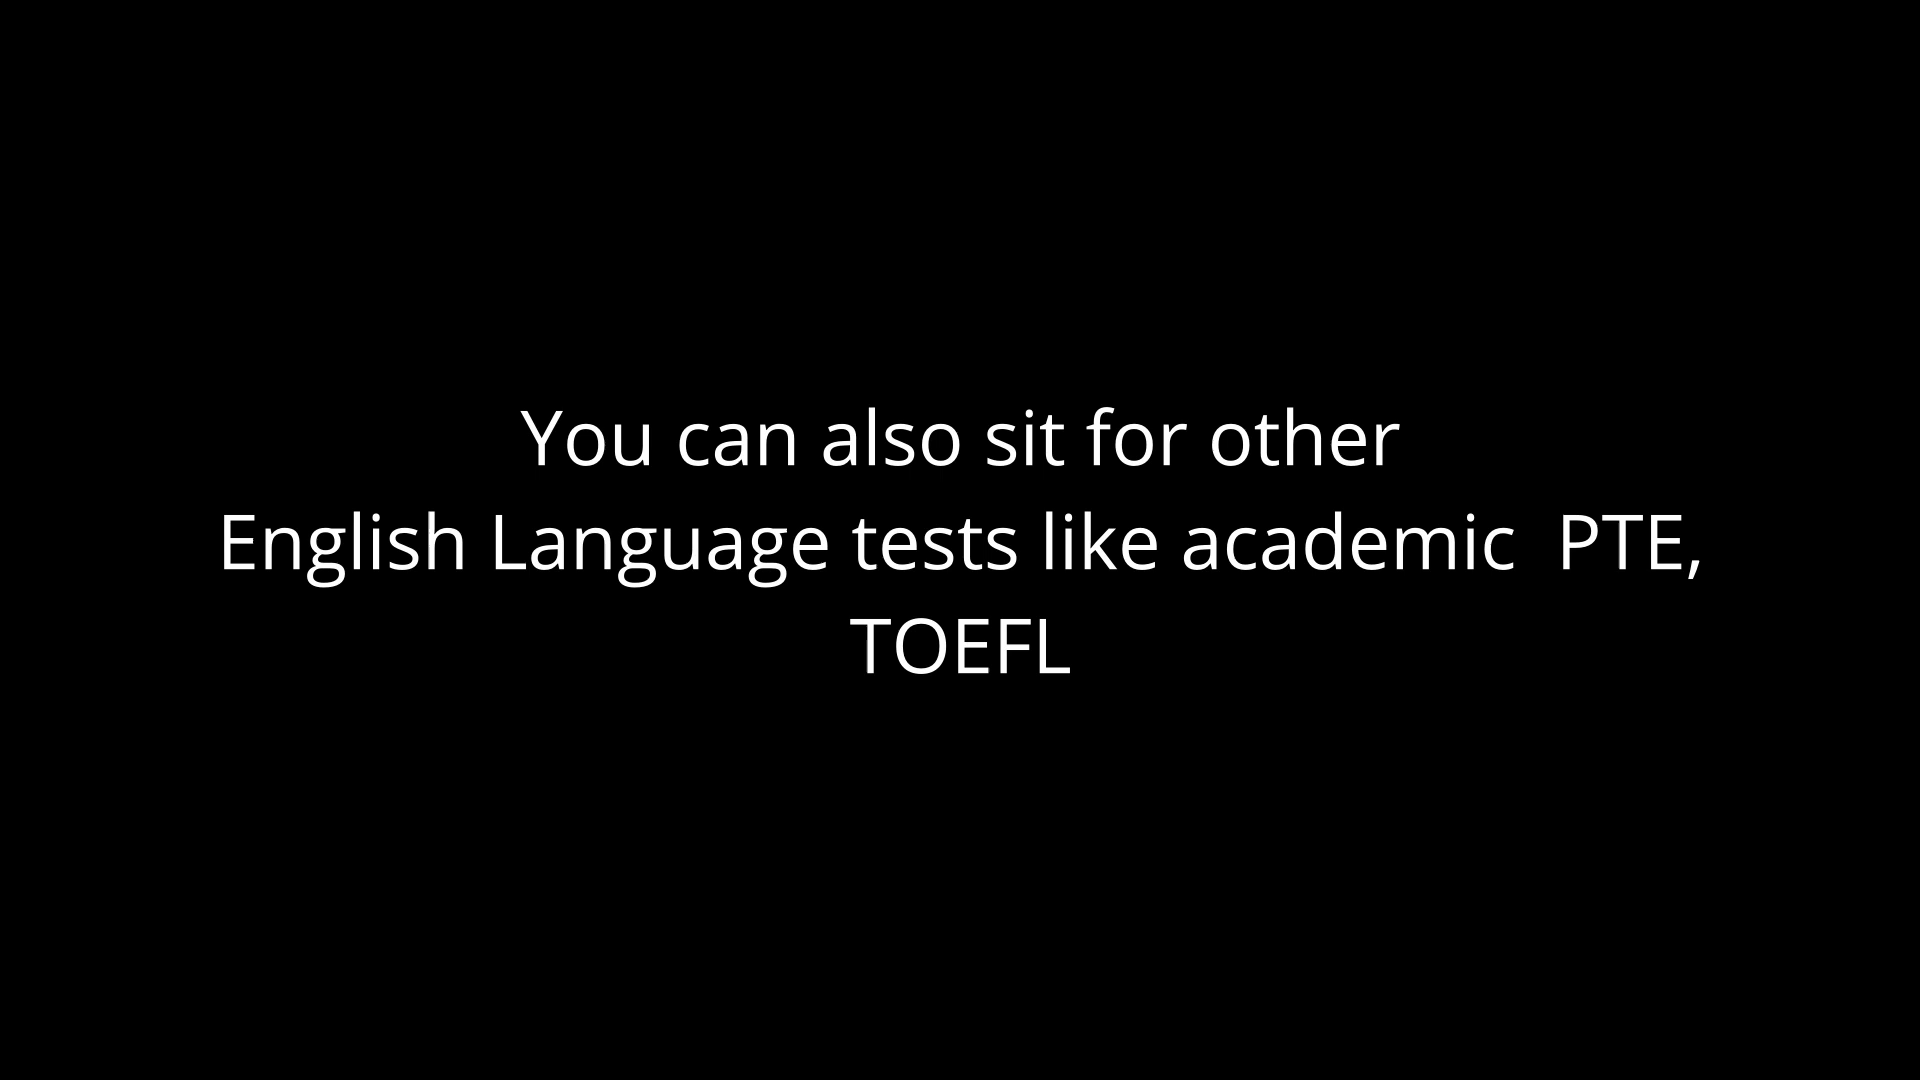 You can also sit for other
English Language tests like academic  PTE,
TOEFL